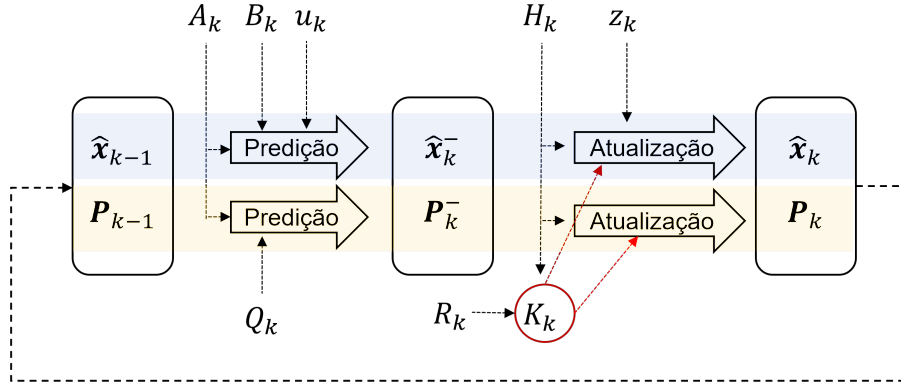 A_k B_k u_k H_k z_k
x̂_{k−1} Predição x̂_k^− Atualização x̂_k
P_{k−1} Predição P_k^− Atualização P_k
Q_k R_k K_k